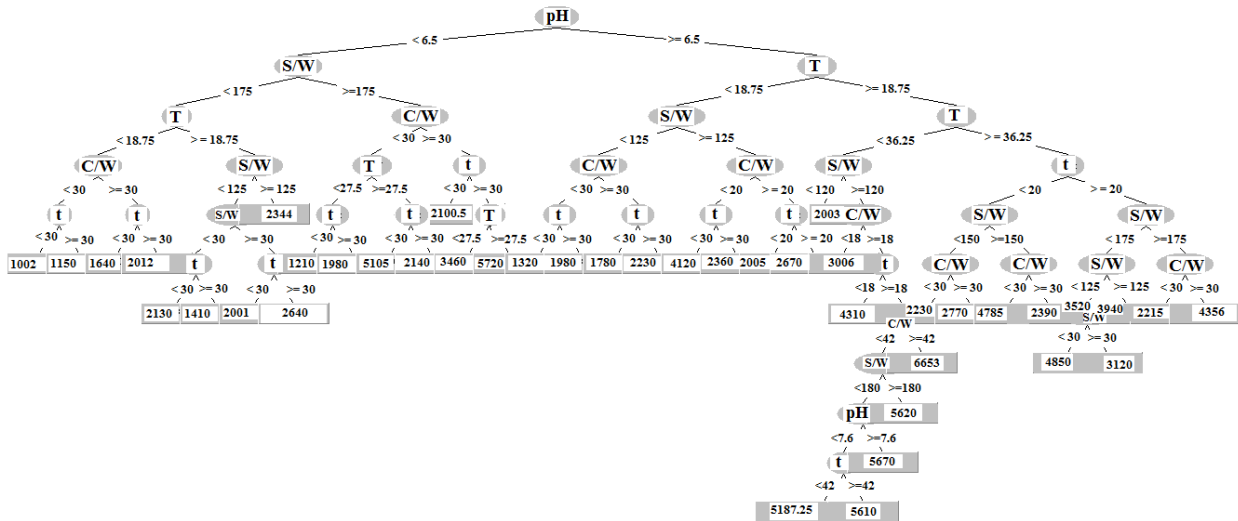 pH
< 6.5 >= 6.5
S/W T
< 175 >=175 < 18.75 >= 18.75
T C/W S/W T
< 18.75 >= 18.75 < 30 >= 30 < 125 >= 125 < 36.25 >= 36.25
C/W S/W T t C/W C/W S/W t
< 30 >= 30 < 125 >= 125 <27.5 >=27.5 < 30 >= 30 < 30 >= 30 < 20 >= 20 <120 >=120 < 20 >= 20
t t S/W 2344 t t 2100.5 T t t t t 2003 C/W S/W S/W
< 30 >= 30 < 30 >= 30 < 30 >= 30 < 30 >= 30 < 30 >= 30 <27.5 >=27.5 < 30 >= 30 < 30 >= 30 < 30 >= 30 < 20 >= 20 <18 >=18 <150 >=150 < 175 >=175
1002 1150 1640 2012 t t 1210 1980 5105 2140 3460 5720 1320 1980 1780 2230 4120 2360 2005 2670 3006 t C/W C/W S/W C/W
< 30 >= 30 < 30 >= 30 <18 >=18 < 30 >= 30 < 30 >= 30 < 125 >= 125 < 30 >= 30
2130 1410 2001 2640 4310 2230 2770 4785 2390 3520 3940 2215 4356
C/W S/W
<42 >=42 < 30 >= 30
S/W 6653 4850 3120
<180 >=180
pH 5620
<7.6 >=7.6
t 5670
<42 >=42
5187.25 5610